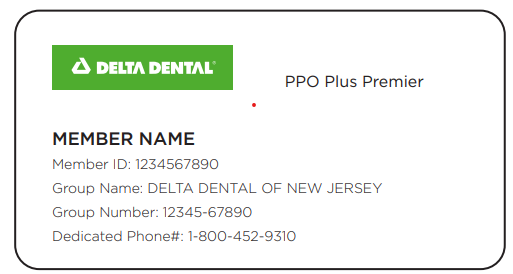 DELTA DENTAL®
PPO Plus Premier
MEMBER NAME
Member ID: 1234567890
Group Name: DELTA DENTAL OF NEW JERSEY
Group Number: 12345-67890
Dedicated Phone#: 1-800-452-9310